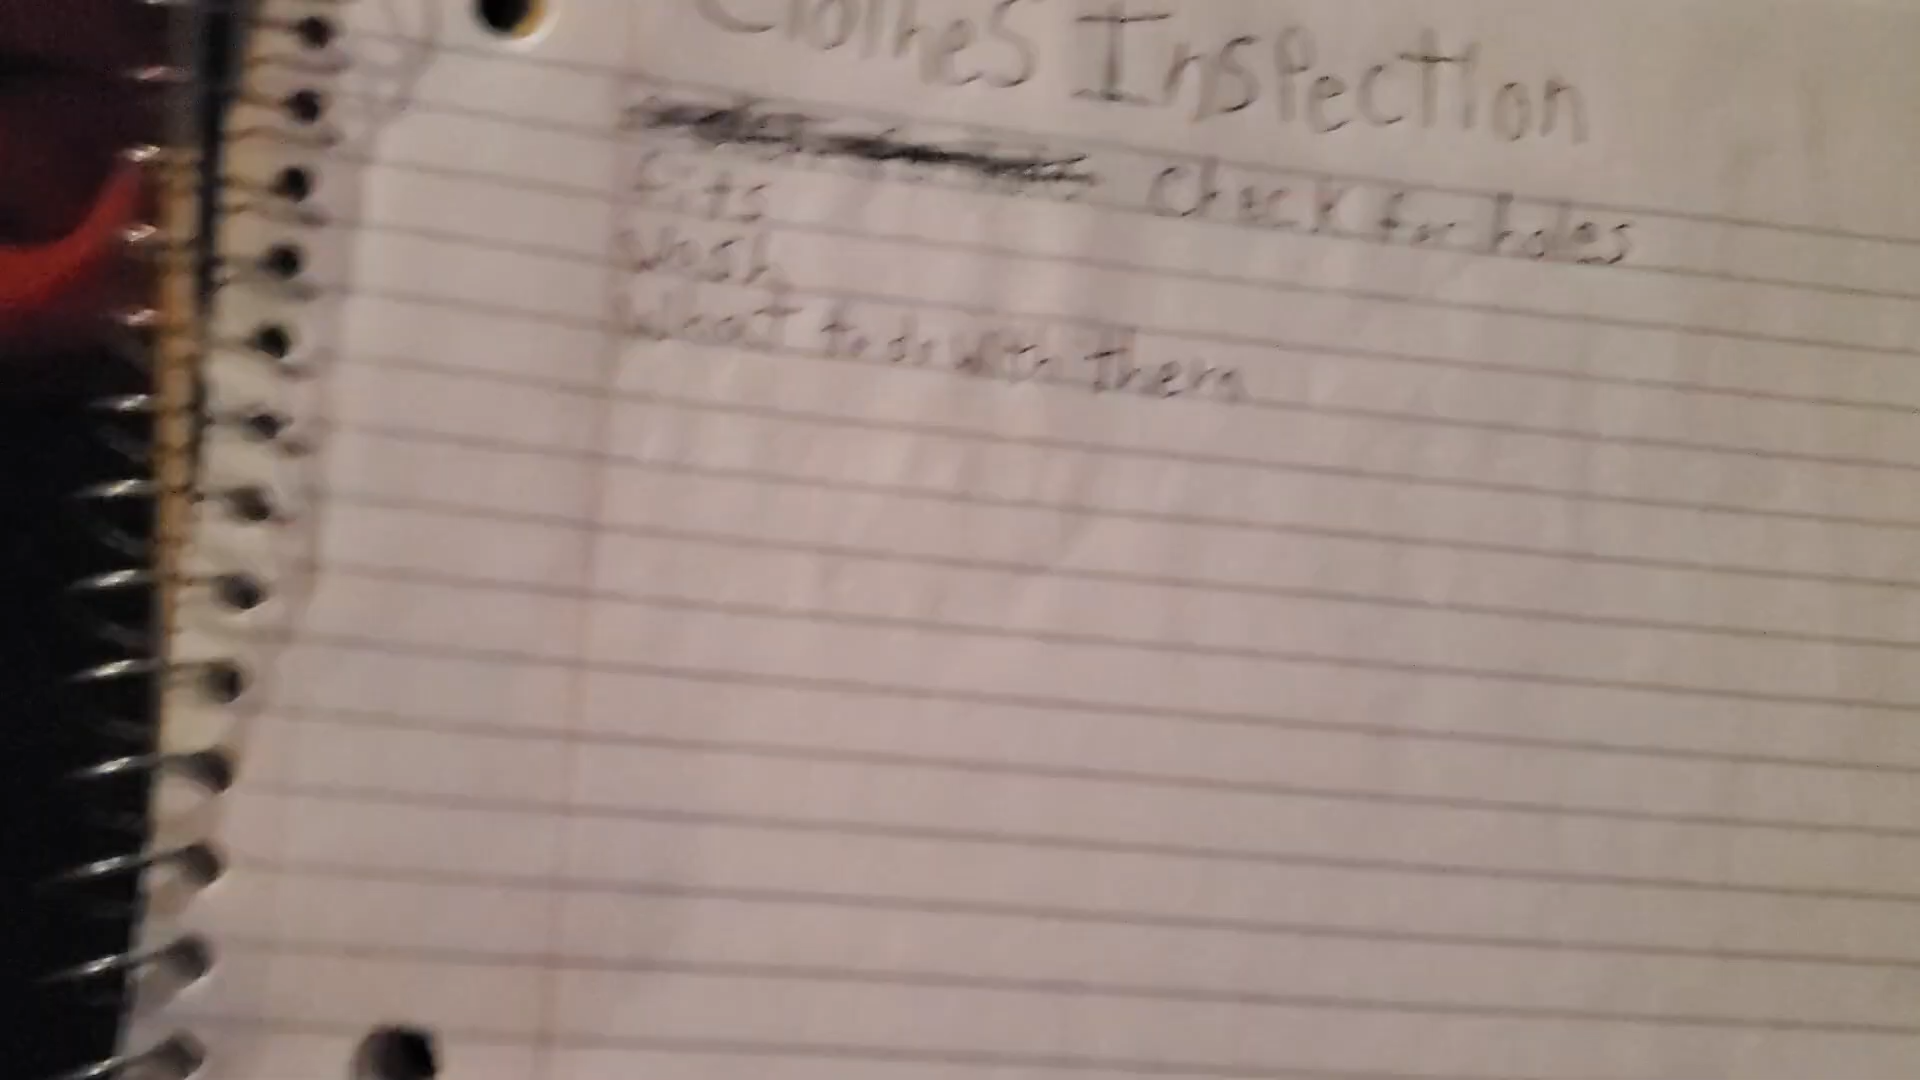 Clothes Inspection
Check for holes
fits
Wash
What to do with Them